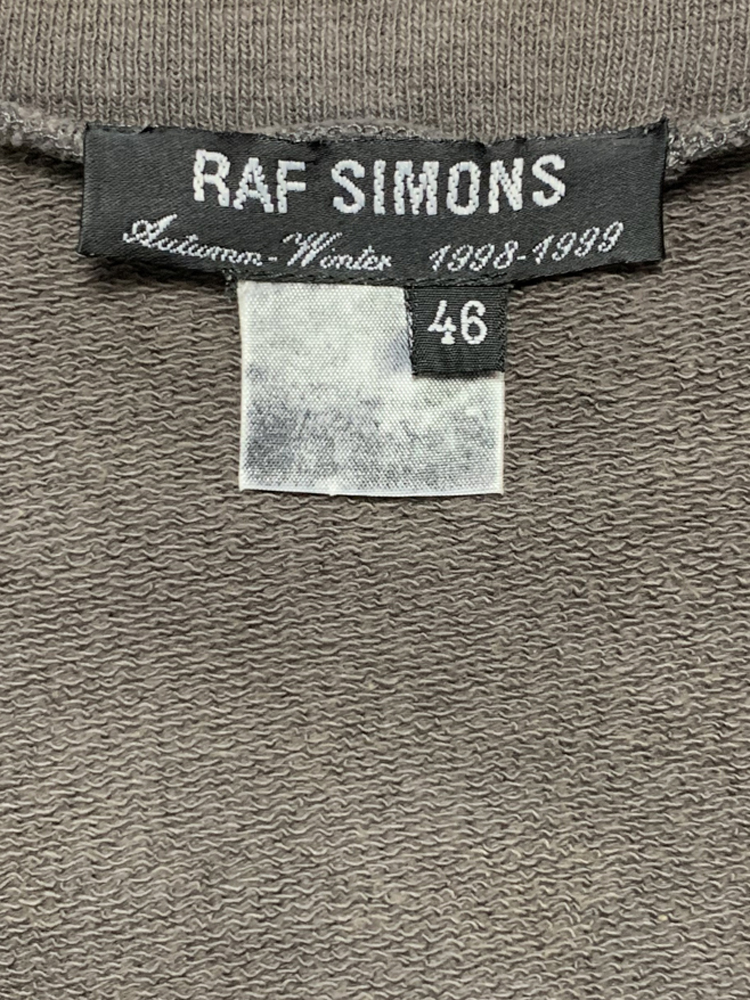 RAF SIMONS
Autumn-Winter 1998-1999
46